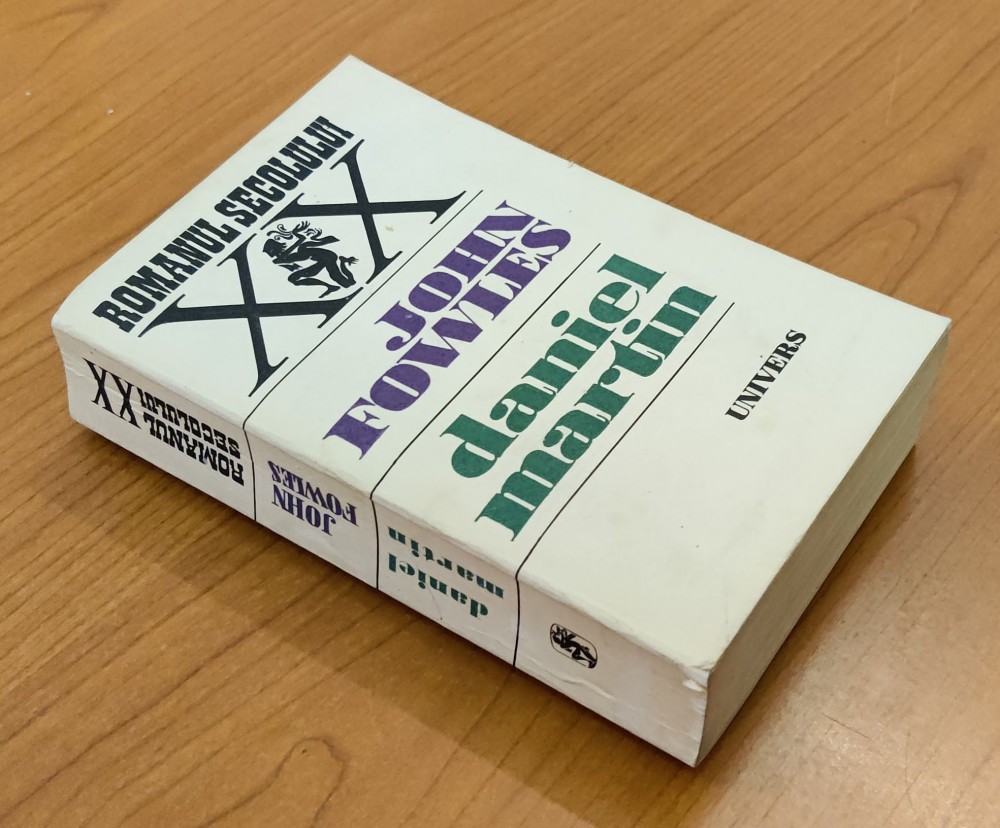 ROMANUL SECOLULUI
XX
JOHN
FOWLES
daniel
martin
UNIVERS
ROMANUL
SECOLULUI
XX
JOHN
FOWLES
daniel
martin